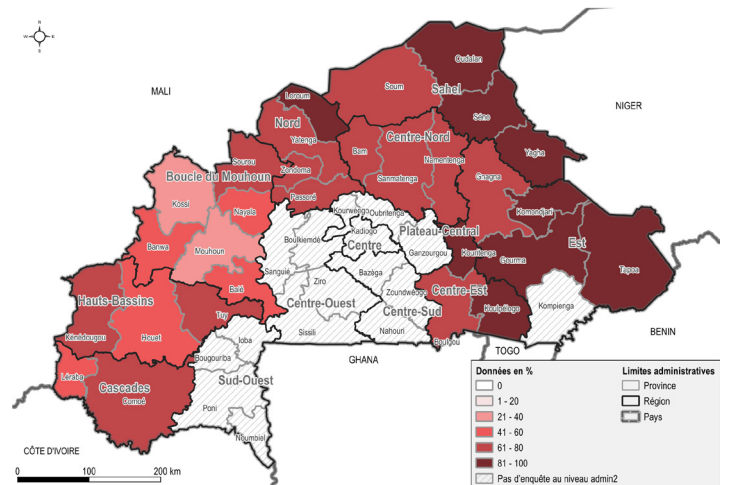 N
W
E
S
MALI
NIGER
Oudalan
Soum
Sahel
Loroum
Séno
Nord
Yatenga
Centre-Nord
Yagha
Bam
Namentenga
Sourou
Zondoma
Gnagna
Boucle du Mouhoun
Sanmatenga
Kossi
Passoré
Komondjari
Nayala
Kourwéogo
Oubritenga
Kadiogo
Plateau-Central
Banwa
Boulkiemdé
Centre
Est
Mouhoun
Ganzourgou
Kouritenga
Gourma
Sanguié
Bazèga
Tapoa
Ziro
Balé
Zoundwéogo
Centre-Est
Hauts-Bassins
Centre-Ouest
Centre-Sud
Koulpélogo
Kompienga
Tuy
Kénédougou
Houet
Sissili
Nahouri
Boulgou
Ioba
BENIN
Bougouriba
GHANA
TOGO
Léraba
Sud-Ouest
Cascades
Comoé
Poni
Noumbiel
CÔTE D'IVOIRE
0 100 200 km
Données en %
0
1 - 20
21 - 40
41 - 60
61 - 80
81 - 100
Pas d'enquête au niveau admin2
Limites administratives
Province
Région
Pays